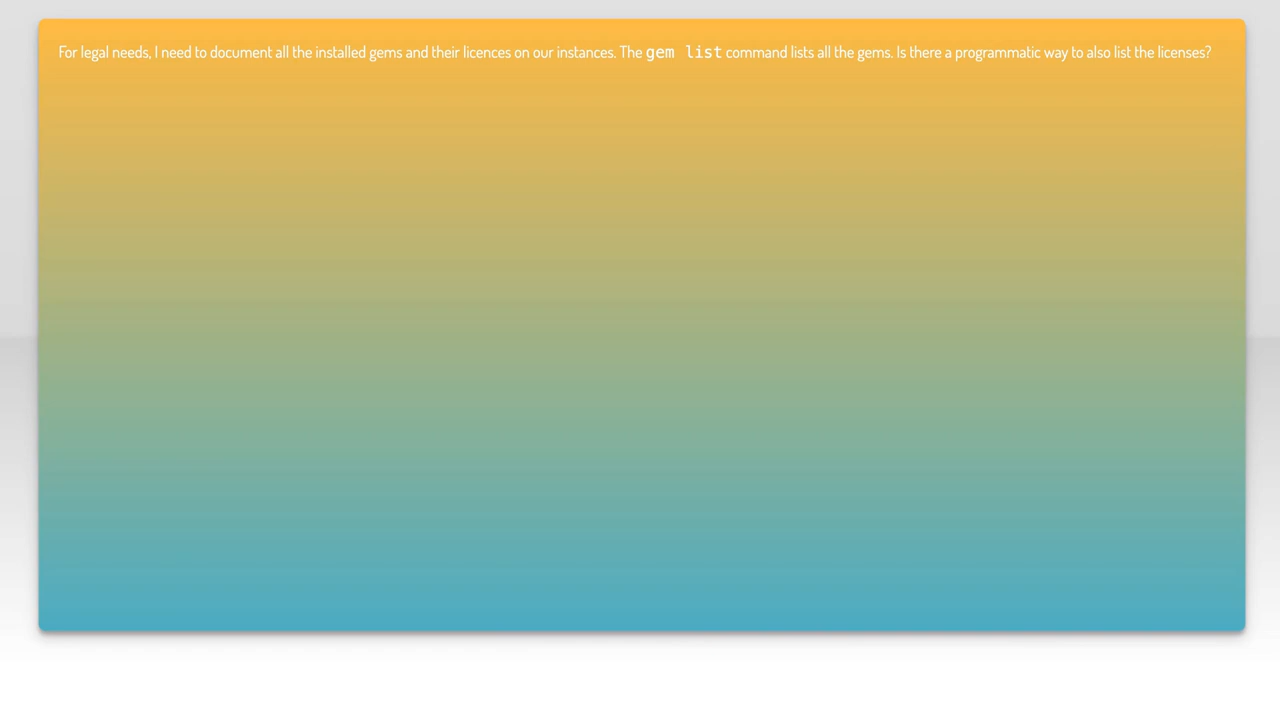 For legal needs, I need to document all the installed gems and their licences on our instances. The gem list command lists all the gems. Is there a programmatic way to also list the licenses?